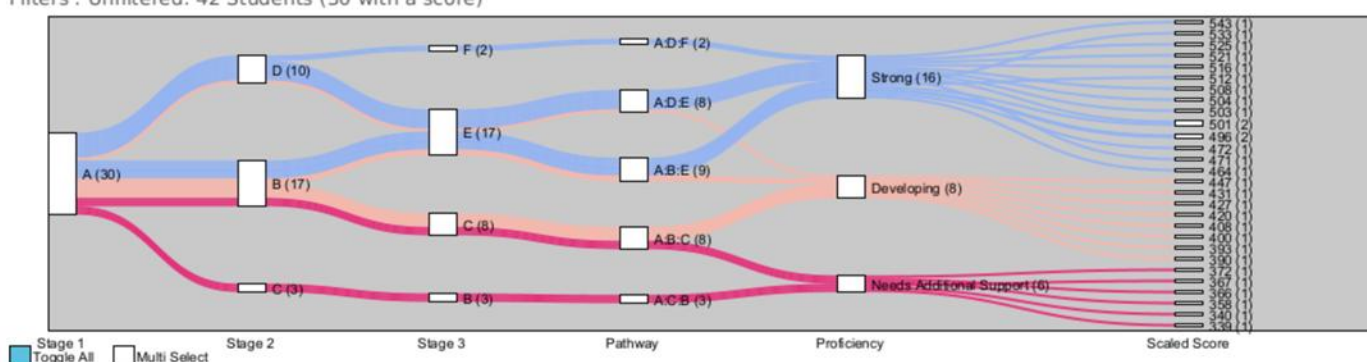 Filters : Unfiltered: 42 Students (30 with a score)
A (30)
D (10)
B (17)
C (3)
F (2)
E (17)
C (8)
B (3)
A:D:F (2)
A:D:E (8)
A:B:E (9)
A:B:C (8)
A:C:B (3)
Strong (16)
Developing (8)
Needs Additional Support (6)
543 (1)
533 (1)
525 (1)
521 (1)
516 (1)
512 (1)
508 (1)
504 (1)
503 (1)
501 (2)
496 (2)
472 (1)
471 (1)
464 (1)
447 (1)
431 (1)
427 (1)
420 (1)
408 (1)
400 (1)
393 (1)
390 (1)
372 (1)
367 (1)
366 (1)
358 (1)
340 (1)
339 (1)
Stage 1
Stage 2
Stage 3
Pathway
Proficiency
Scaled Score
Toggle All
Multi Select